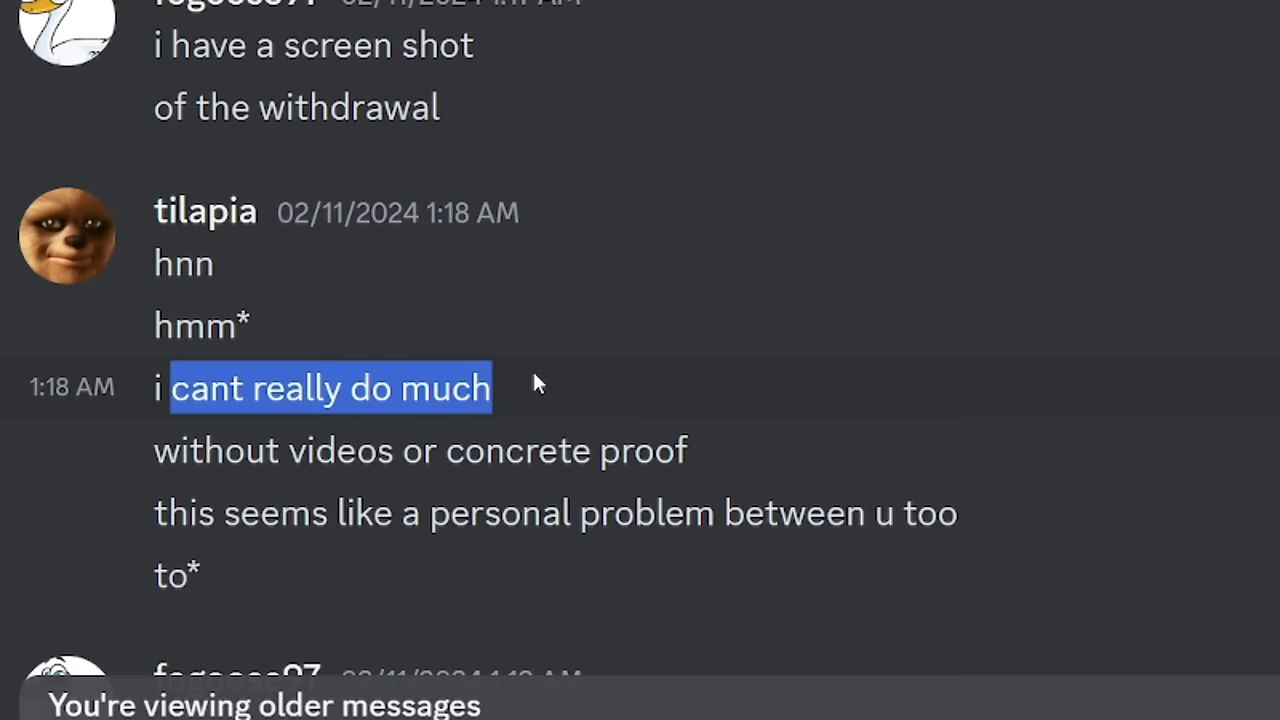 i have a screen shot
of the withdrawal
tilapia 02/11/2024 1:18 AM
hnn
hmm*
1:18 AM i cant really do much
without videos or concrete proof
this seems like a personal problem between u too
to*
You're viewing older messages